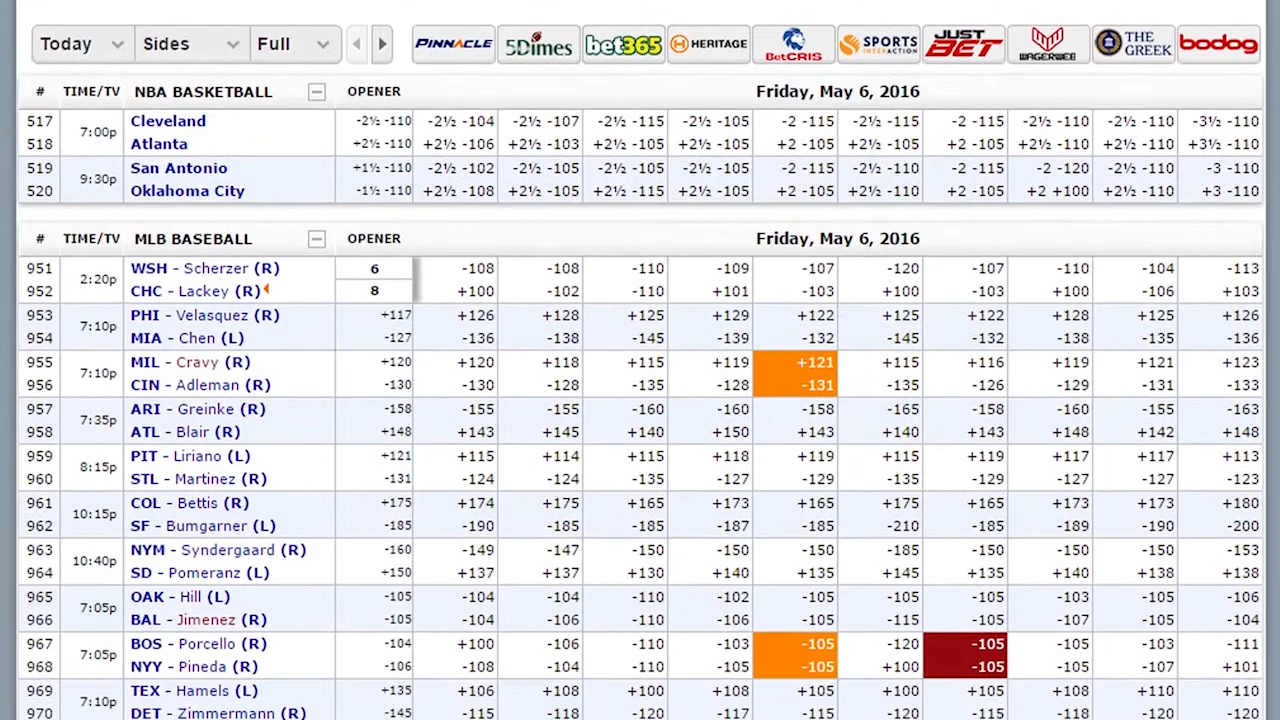 Today Sides Full PINNACLE 5Dimes bet365 HERITAGE BetCRIS SPORTS INTERACTION JUST BET WAGERWEB THE GREEK bodog
# TIME/TV NBA BASKETBALL OPENER Friday, May 6, 2016
517 7:00p Cleveland -2½ -110 -2½ -104 -2½ -107 -2½ -115 -2½ -105 -2 -115 -2½ -115 -2 -115 -2½ -110 -2½ -110 -3½ -110
518 Atlanta +2½ -110 +2½ -106 +2½ -103 +2½ -115 +2½ -105 +2 -105 +2½ -105 +2 -105 +2½ -110 +2½ -110 +3½ -110
519 9:30p San Antonio +1½ -110 -2½ -102 -2½ -105 -2½ -115 -2½ -105 -2 -115 -2½ -110 -2 -115 -2 -120 -2½ -110 -3 -110
520 Oklahoma City -1½ -110 +2½ -108 +2½ -105 +2½ -115 +2½ -105 +2 -105 +2½ -110 +2 -105 +2 +100 +2½ -110 +3 -110
# TIME/TV MLB BASEBALL OPENER Friday, May 6, 2016
951 2:20p WSH - Scherzer (R) 6 -108 -108 -110 -109 -107 -120 -107 -110 -104 -113
952 CHC - Lackey (R) 8 +100 -102 -110 +101 -103 +100 -103 +100 -106 +103
953 7:10p PHI - Velasquez (R) +117 +126 +128 +125 +129 +122 +125 +122 +128 +125 +126
954 MIA - Chen (L) -127 -136 -138 -145 -139 -132 -145 -132 -138 -135 -136
955 7:10p MIL - Cravy (R) +120 +120 +118 +115 +119 +121 +115 +116 +119 +121 +123
956 CIN - Adleman (R) -130 -130 -128 -135 -128 -131 -135 -126 -129 -131 -133
957 7:35p ARI - Greinke (R) -158 -155 -155 -160 -160 -158 -165 -158 -160 -155 -163
958 ATL - Blair (R) +148 +143 +145 +140 +150 +143 +140 +143 +148 +142 +148
959 8:15p PIT - Liriano (L) +121 +115 +114 +115 +118 +119 +115 +119 +117 +117 +113
960 STL - Martinez (R) -131 -124 -124 -135 -127 -129 -135 -129 -127 -127 -123
961 10:15p COL - Bettis (R) +175 +174 +175 +165 +173 +165 +175 +165 +173 +173 +180
962 SF - Bumgarner (L) -185 -190 -185 -185 -187 -185 -210 -185 -189 -190 -200
963 10:40p NYM - Syndergaard (R) -160 -149 -147 -150 -150 -150 -185 -150 -150 -150 -153
964 SD - Pomeranz (L) +150 +137 +137 +130 +140 +135 +145 +135 +140 +138 +138
965 7:05p OAK - Hill (L) -105 -104 -104 -110 -102 -105 -105 -105 -103 -105 -106
966 BAL - Jimenez (R) -105 -104 -106 -110 -106 -105 -115 -105 -107 -105 -104
967 7:05p BOS - Porcello (R) -104 +100 -106 -110 -103 -105 -120 -105 -105 -103 -111
968 NYY - Pineda (R) -106 -108 -104 -110 -105 -105 +100 -105 -105 -107 +101
969 7:10p TEX - Hamels (L) +135 +106 +108 +100 +108 +105 +100 +105 +108 +110 +110
970 DET - Zimmermann (R) -145 -115 -118 -120 -117 -115 -120 -115 -118 -120 -120